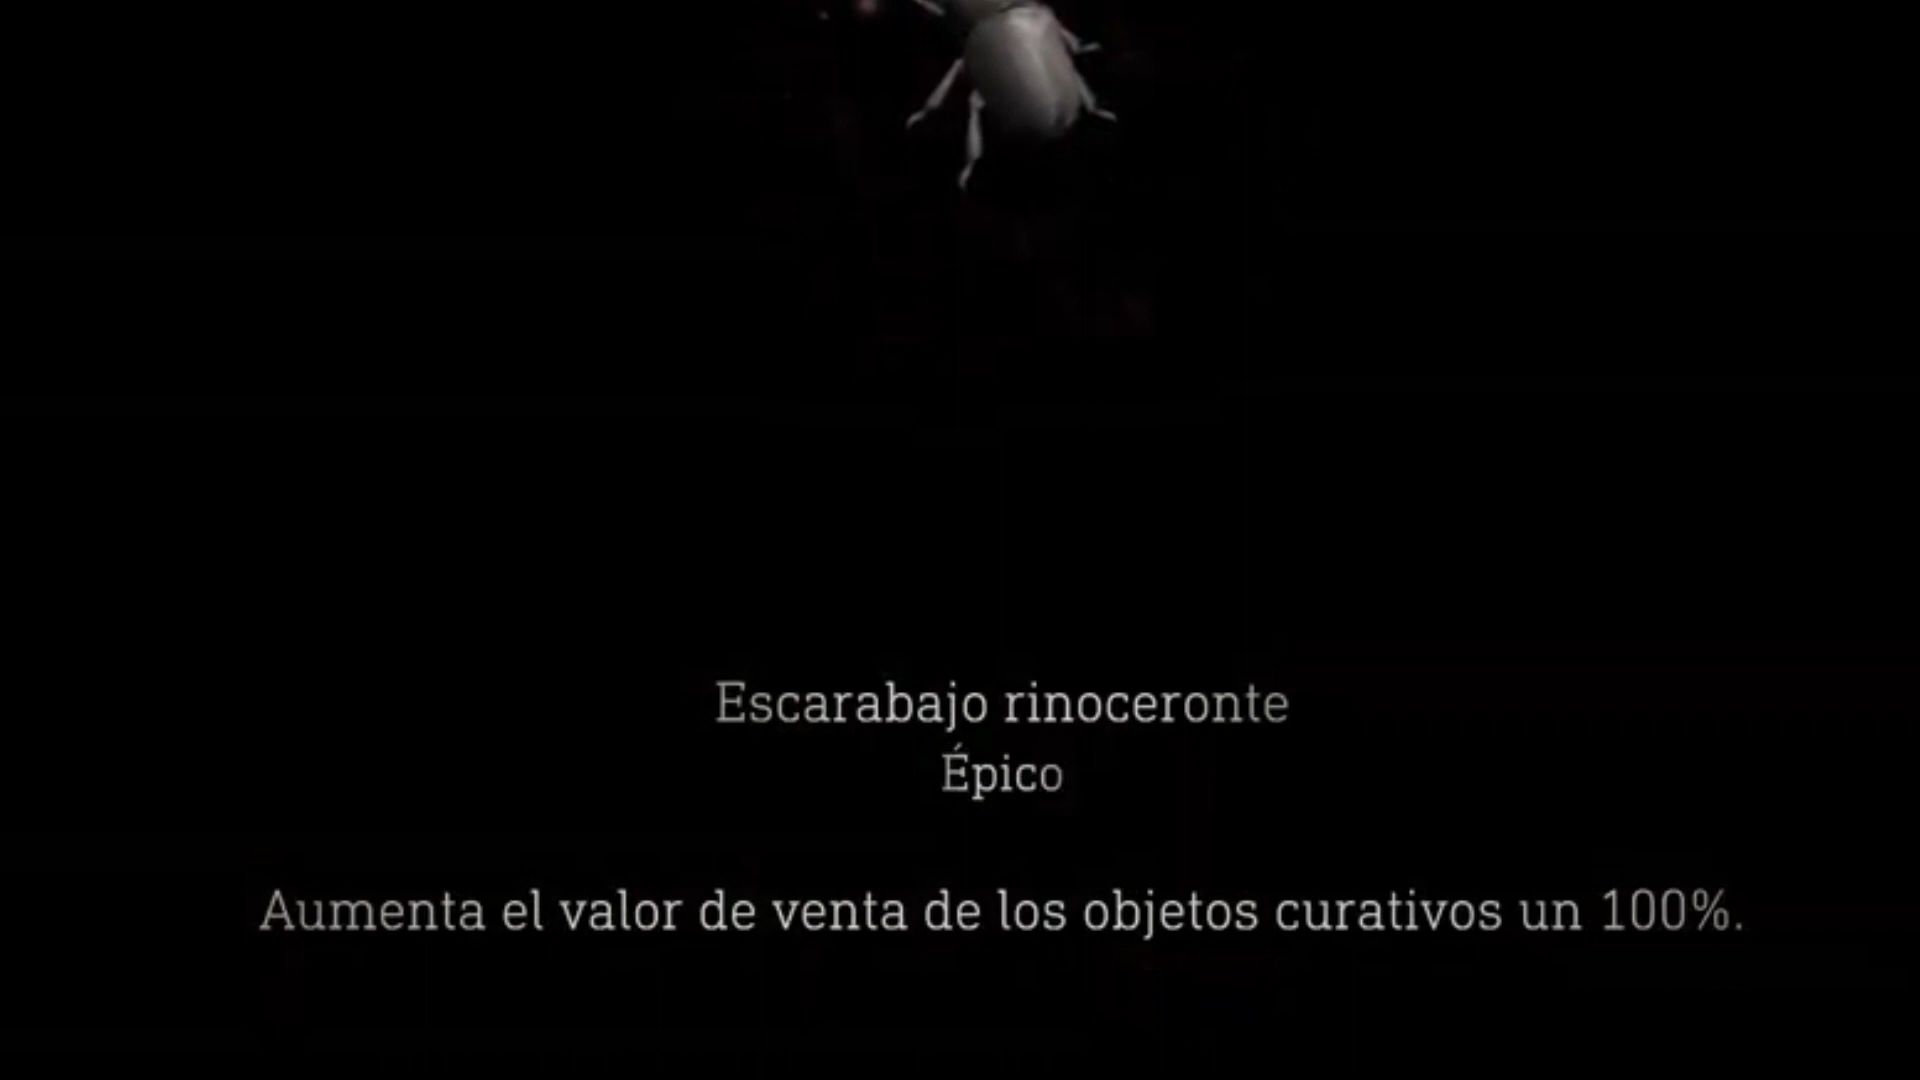 Escarabajo rinoceronte
Épico
Aumenta el valor de venta de los objetos curativos un 100%.